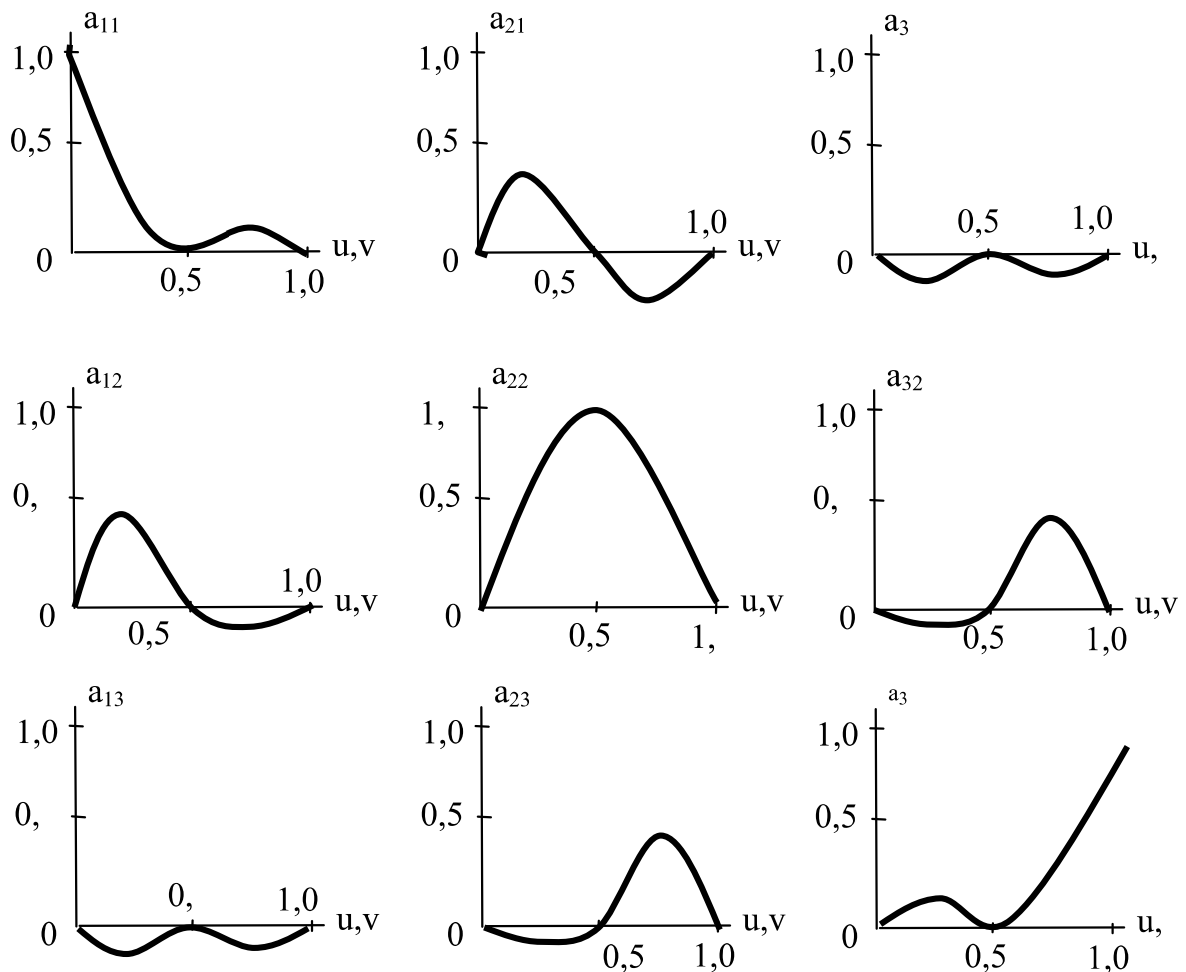 a11 a21 a3
1,0 1,0 1,0
0,5 0,5 0,5
0,5 1,0
1,0
0 u,v 0 u,v 0 u,
0,5 1,0 0,5
a12 a22 a32
1,0 1, 1,0
0, 0,5 0,
1,0
0 u,v 0 u,v 0 u,v
0,5 0,5 1, 0,5 1,0
a13 a23 a3
1,0 1,0 1,0
0, 0,5 0,5
0, 1,0
0 u,v 0 u,v 0 u,
0,5 1,0 0,5 1,0